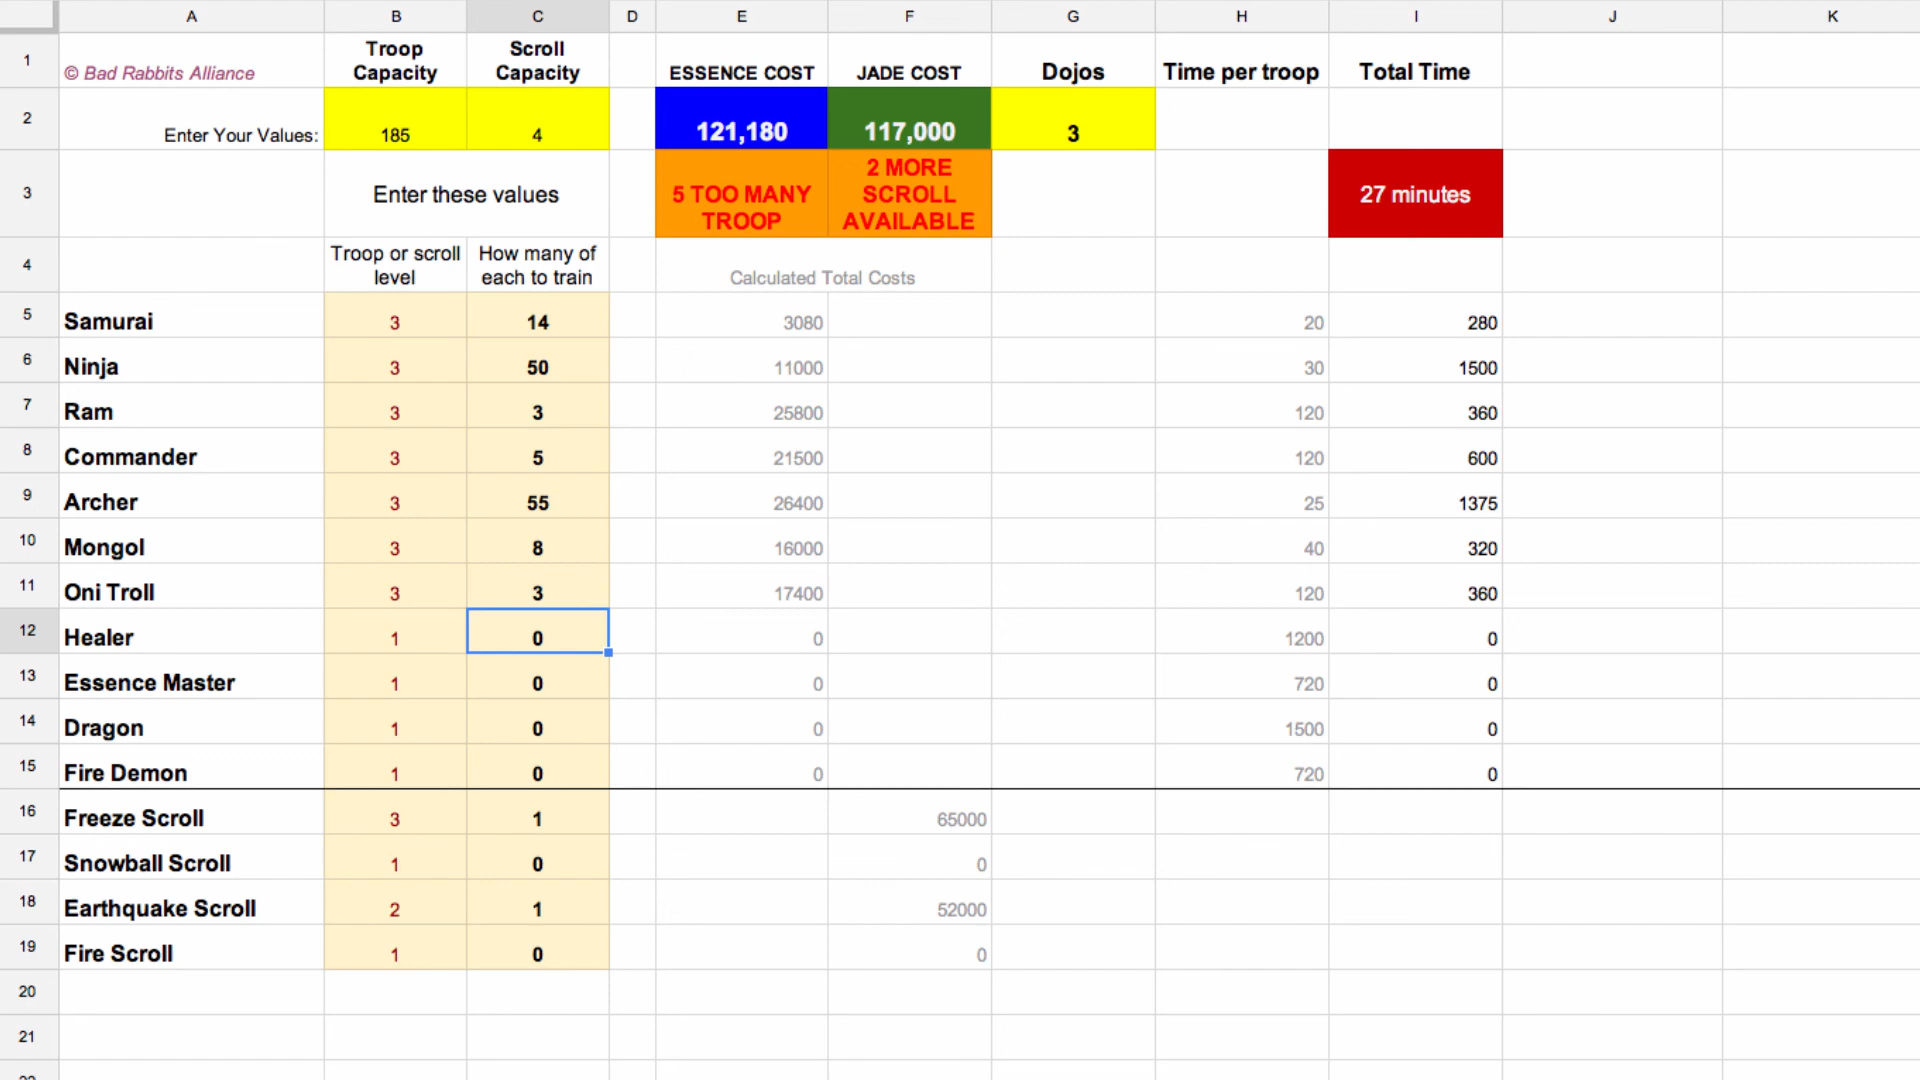 A B C D E F G H I J K
1 © Bad Rabbits Alliance Troop Capacity Scroll Capacity ESSENCE COST JADE COST Dojos Time per troop Total Time
2 Enter Your Values: 185 4 121,180 117,000 3
3 Enter these values 5 TOO MANY TROOP 2 MORE SCROLL AVAILABLE 27 minutes
4 Troop or scroll level How many of each to train Calculated Total Costs
5 Samurai 3 14 3080 20 280
6 Ninja 3 50 11000 30 1500
7 Ram 3 3 25800 120 360
8 Commander 3 5 21500 120 600
9 Archer 3 55 26400 25 1375
10 Mongol 3 8 16000 40 320
11 Oni Troll 3 3 17400 120 360
12 Healer 1 0 0 1200 0
13 Essence Master 1 0 0 720 0
14 Dragon 1 0 0 1500 0
15 Fire Demon 1 0 0 720 0
16 Freeze Scroll 3 1 65000
17 Snowball Scroll 1 0 0
18 Earthquake Scroll 2 1 52000
19 Fire Scroll 1 0 0
20
21